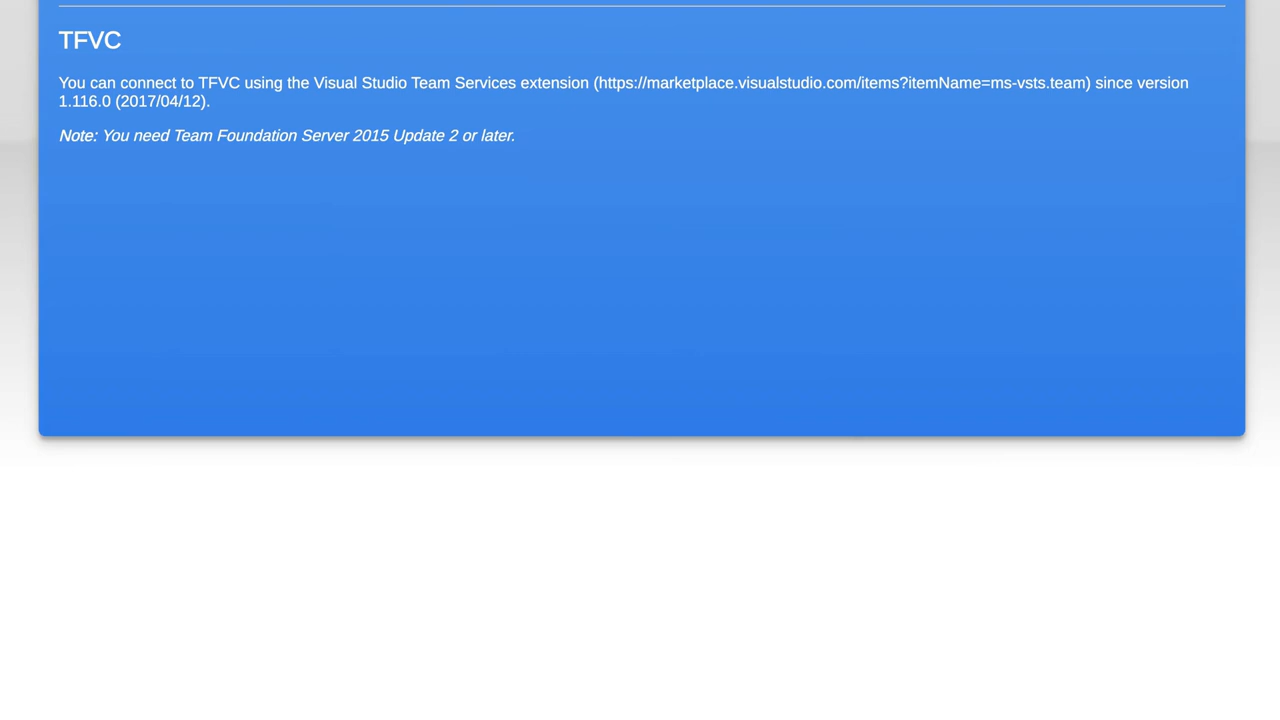 TFVC
You can connect to TFVC using the Visual Studio Team Services extension (https://marketplace.visualstudio.com/items?itemName=ms-vsts.team) since version
1.116.0 (2017/04/12).
Note: You need Team Foundation Server 2015 Update 2 or later.